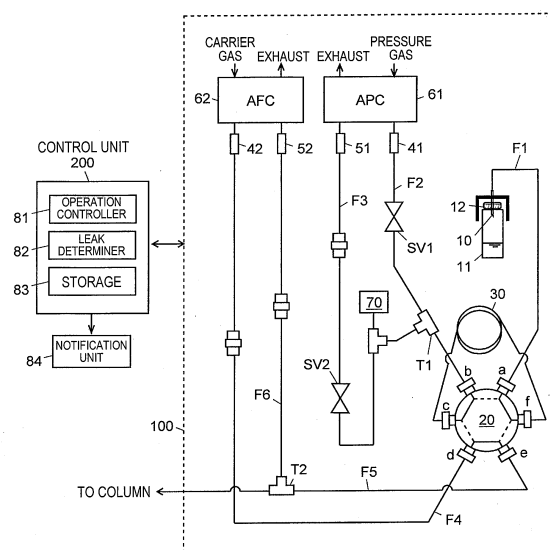 CARRIER GAS
EXHAUST
EXHAUST
PRESSURE GAS
62
AFC
APC
61
42
52
51
41
F1
CONTROL UNIT
200
81
OPERATION CONTROLLER
82
LEAK DETERMINER
83
STORAGE
84
NOTIFICATION UNIT
F3
F2
SV1
12
10
11
30
70
T1
SV2
b
a
c
20
f
d
e
F6
100
T2
F5
TO COLUMN
F4